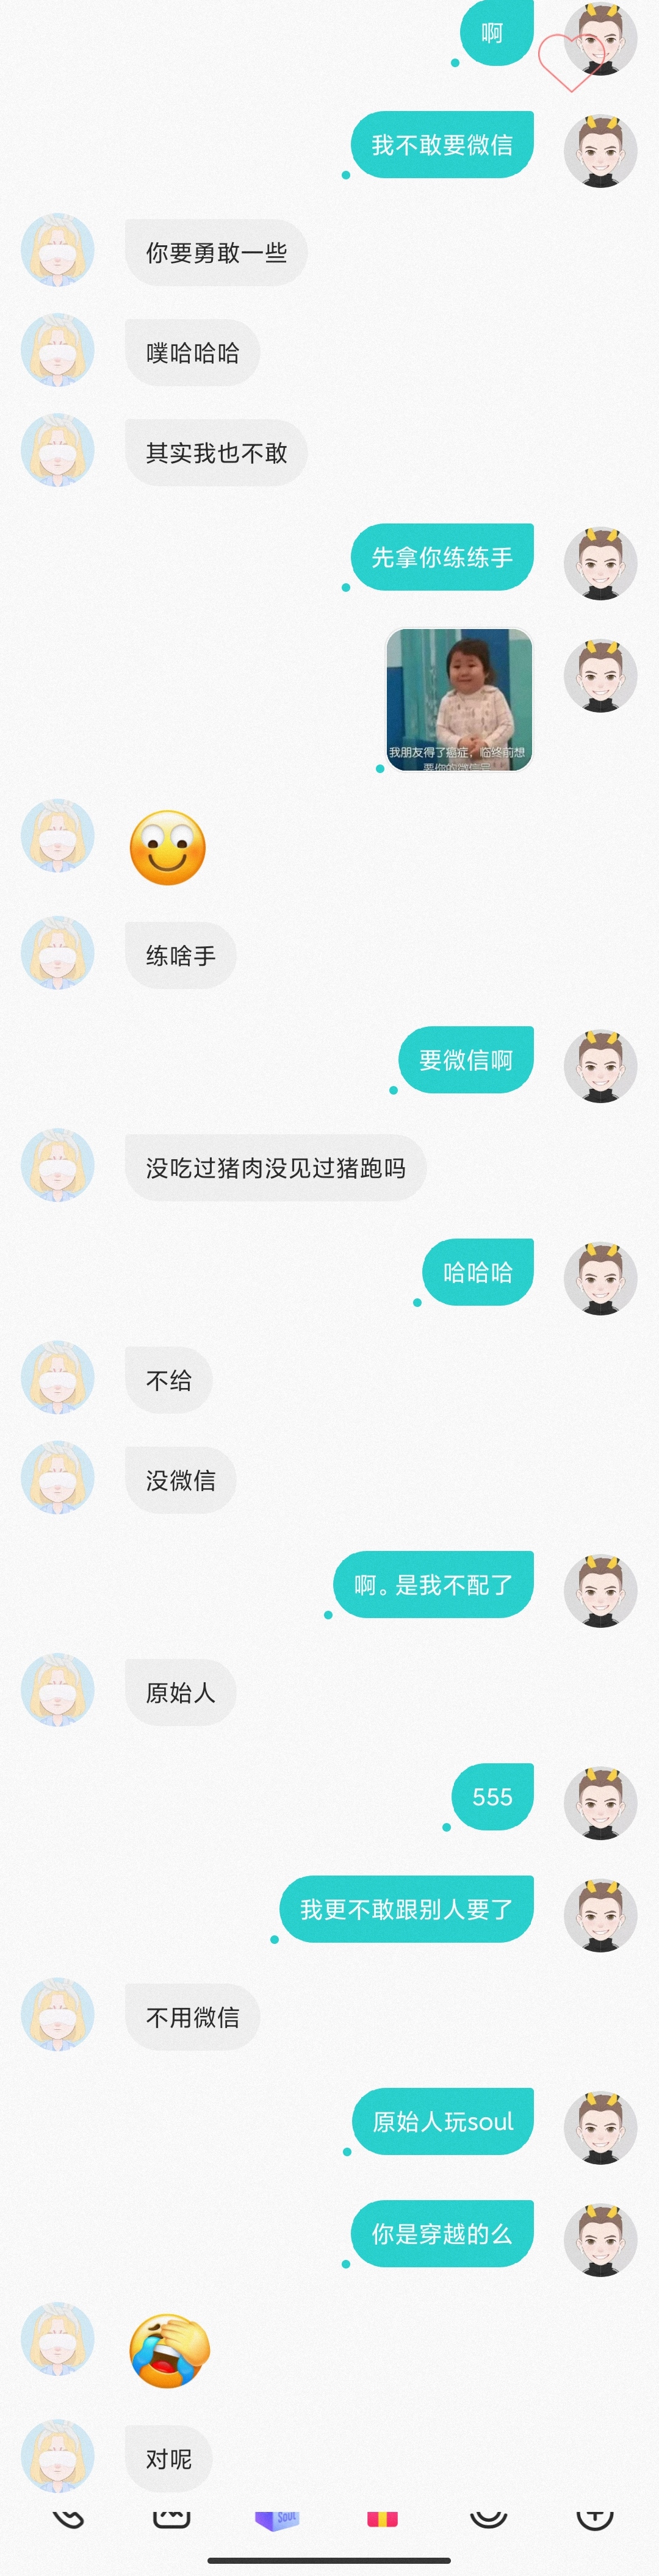 啊
我不敢要微信
你要勇敢一些
噗哈哈哈
其实我也不敢
先拿你练练手
我朋友得了癌症，临终前想
要你的微信号
练啥手
要微信啊
没吃过猪肉没见过猪跑吗
哈哈哈
不给
没微信
啊。是我不配了
原始人
555
我更不敢跟别人要了
不用微信
原始人玩soul
你是穿越的么
对呢
Soul